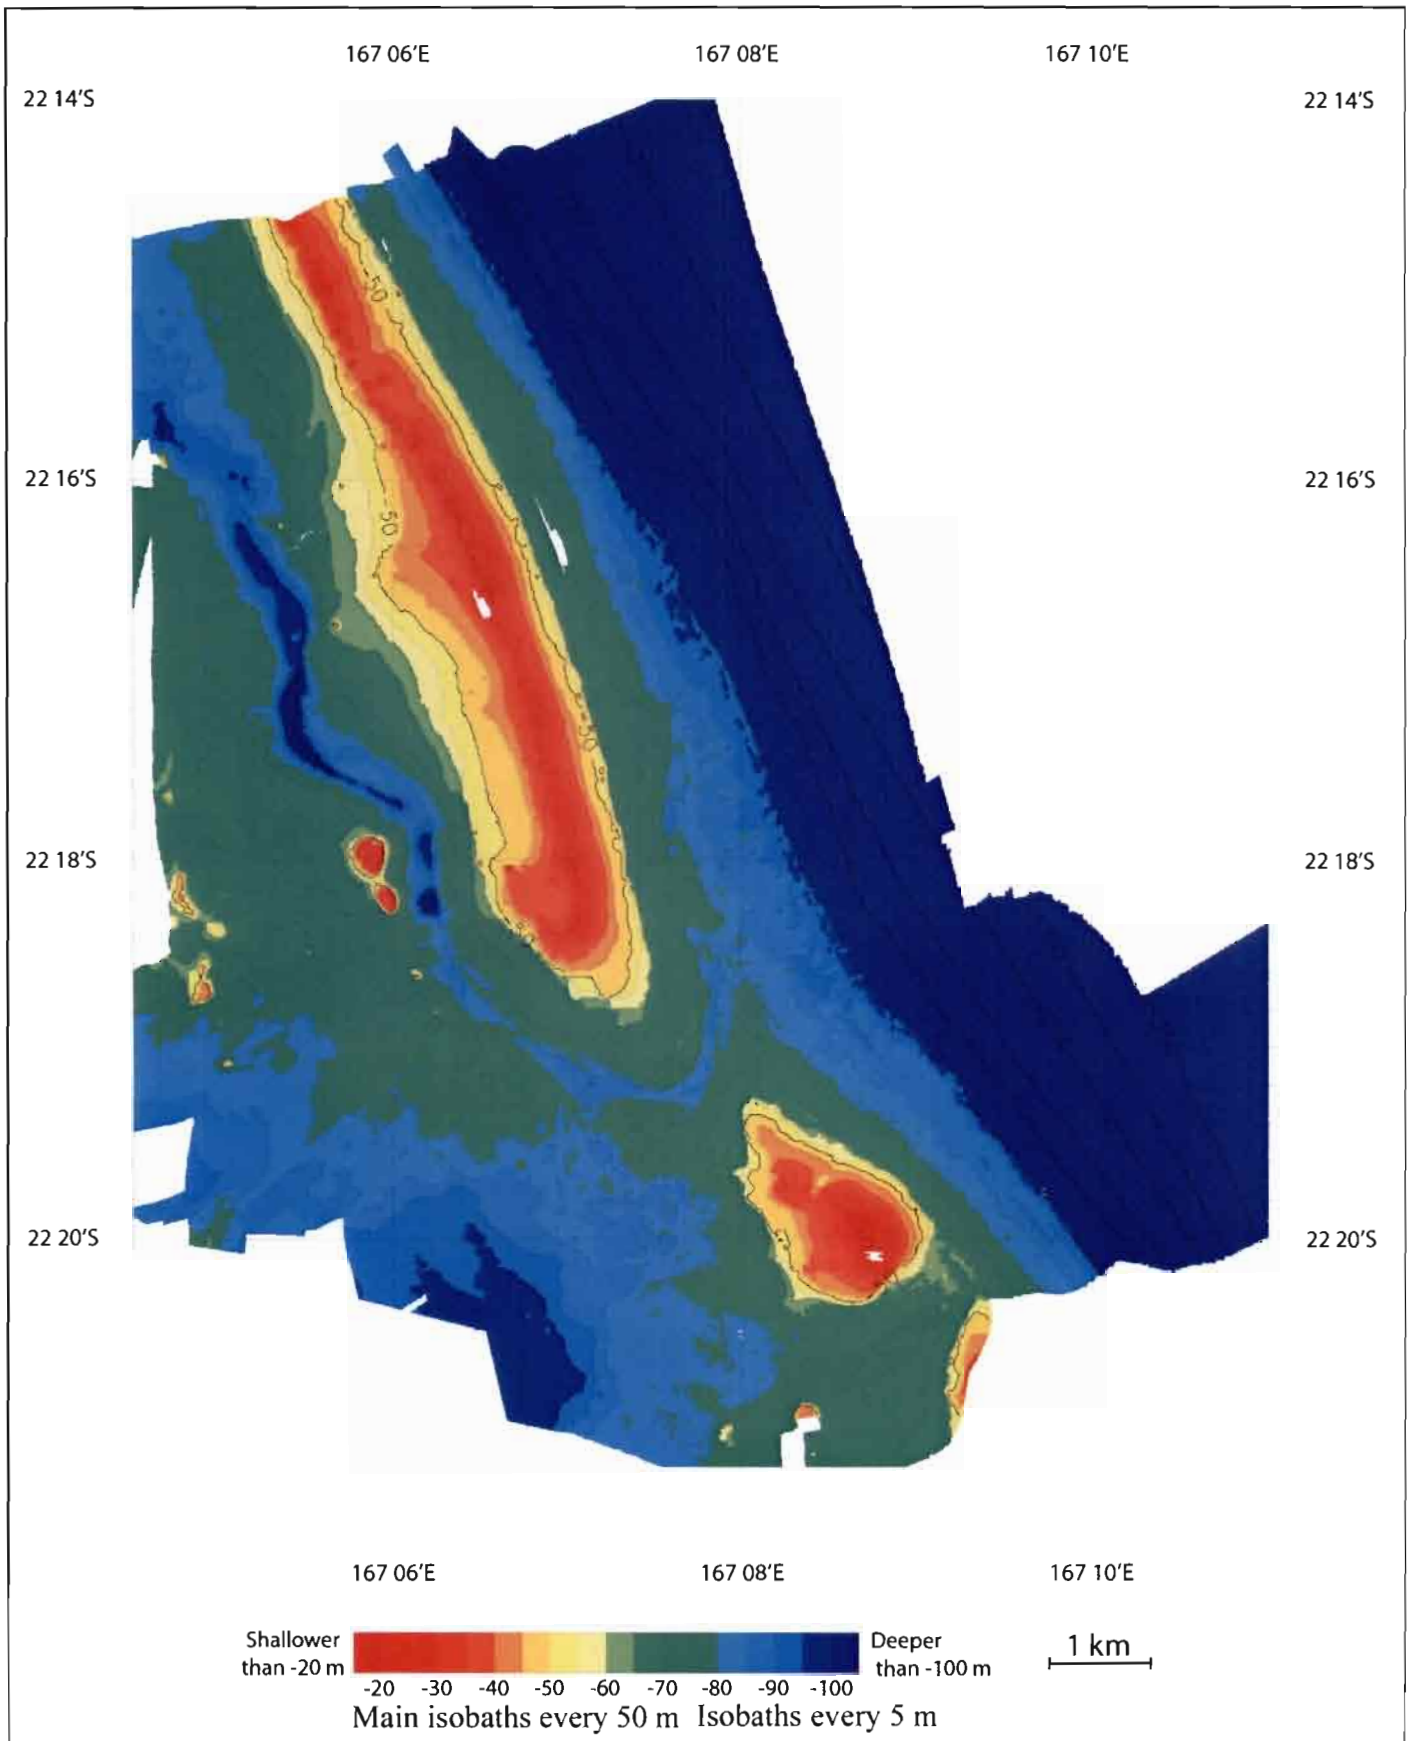 167 06'E 167 08'E 167 10'E
22 14'S 22 14'S
-50
22 16'S 22 16'S
-50
-50
22 18'S 22 18'S
-50
22 20'S 22 20'S
167 06'E 167 08'E 167 10'E
Shallower than -20 m
Deeper than -100 m
1 km
-20 -30 -40 -50 -60 -70 -80 -90 -100
Main isobaths every 50 m Isobaths every 5 m